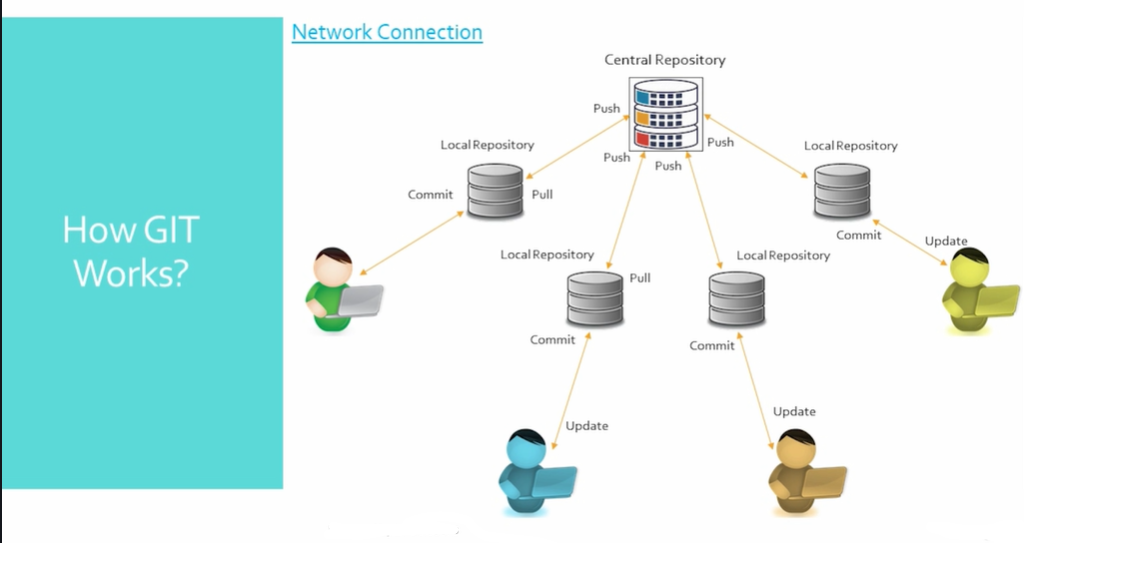 Network Connection
How GIT
Works?
Central Repository
Push
Local Repository
Push
Push
Push
Local Repository
Commit
Pull
Commit
Update
Local Repository
Local Repository
Pull
Commit
Commit
Update
Update